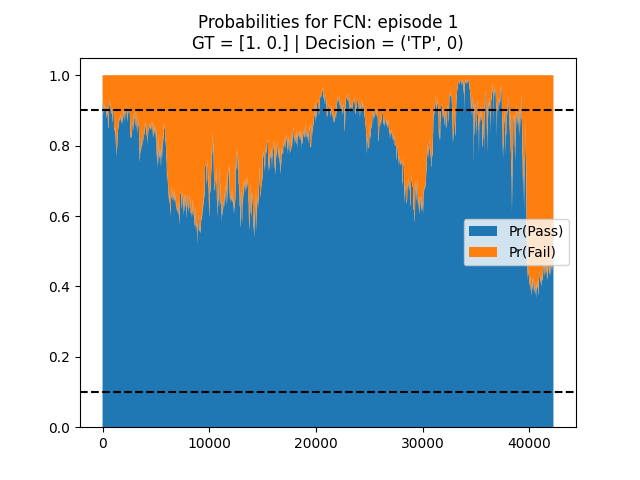 Probabilities for FCN: episode 1
GT = [1. 0.] | Decision = ('TP', 0)
1.0
0.8
0.6
0.4
0.2
0.0
Pr(Pass)
Pr(Fail)
0
10000
20000
30000
40000